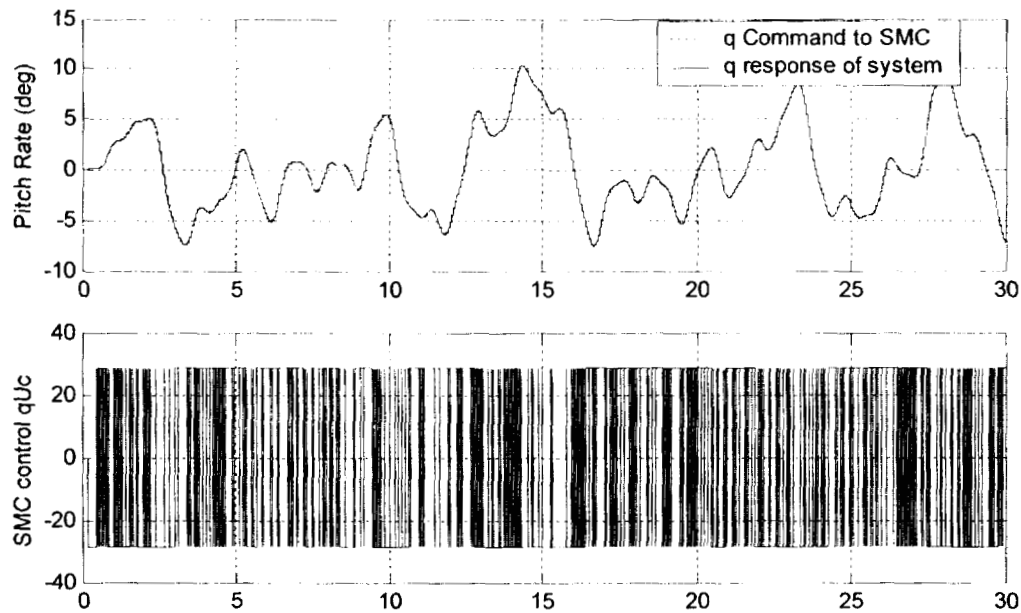 15
10
5
0
-5
-10
Pitch Rate (deg)
q Command to SMC
q response of system
0 5 10 15 20 25 30
40
20
0
-20
-40
SMC control qUc
0 5 10 15 20 25 30